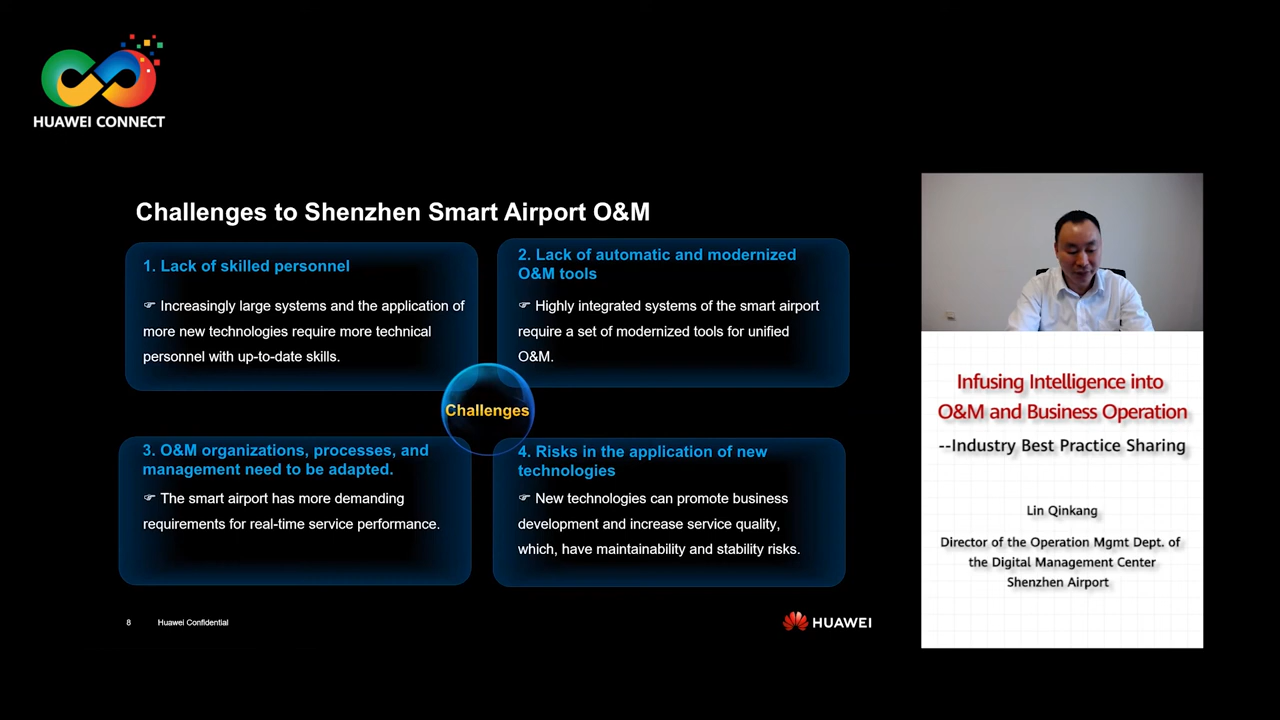 HUAWEI CONNECT
Challenges to Shenzhen Smart Airport O&M
1. Lack of skilled personnel
☞ Increasingly large systems and the application of
more new technologies require more technical
personnel with up-to-date skills.
2. Lack of automatic and modernized
O&M tools
☞ Highly integrated systems of the smart airport
require a set of modernized tools for unified
O&M.
Challenges
3. O&M organizations, processes, and
management need to be adapted.
☞ The smart airport has more demanding
requirements for real-time service performance.
4. Risks in the application of new
technologies
☞ New technologies can promote business
development and increase service quality,
which, have maintainability and stability risks.
8 Huawei Confidential
HUAWEI
Infusing Intelligence into
O&M and Business Operation
--Industry Best Practice Sharing
Lin Qinkang
Director of the Operation Mgmt Dept. of
the Digital Management Center
Shenzhen Airport